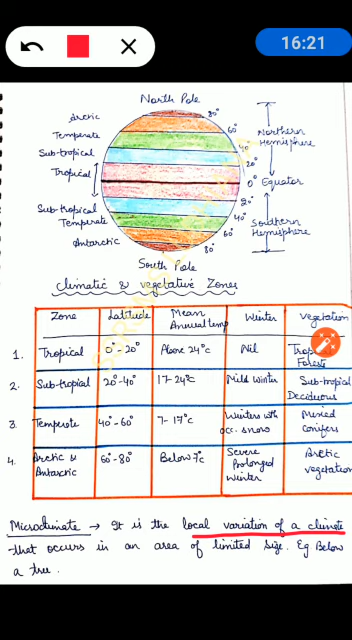 16:21
North Pole
Arctic 80°
Temperate 60° Northern
Sub-tropical 40° Hemisphere
Tropical 20°
0° Equator
Sub-tropical 20°
Temperate 40° Southern
Antarctic 60° Hemisphere
80°
South Pole
Climatic & vegetative Zones
Zone Latitude Mean Annual temp Winter Vegetation
1. Tropical 0°-20° Above 24°c Nil Forests
2. Sub-tropical 20-40° 17-24°c Mild Winter Sub-tropical Deciduous
3. Temperate 40°-60° 7-17°c Winters with occ. snow Mixed conifers
4. Arctic & Antarctic 60°-80° Below 7°c Severe Prolonged Winter Arctic vegetation
Microclimate → It is the local variation of a climate
that occurs in an area of limited size. Eg Below
a tree.